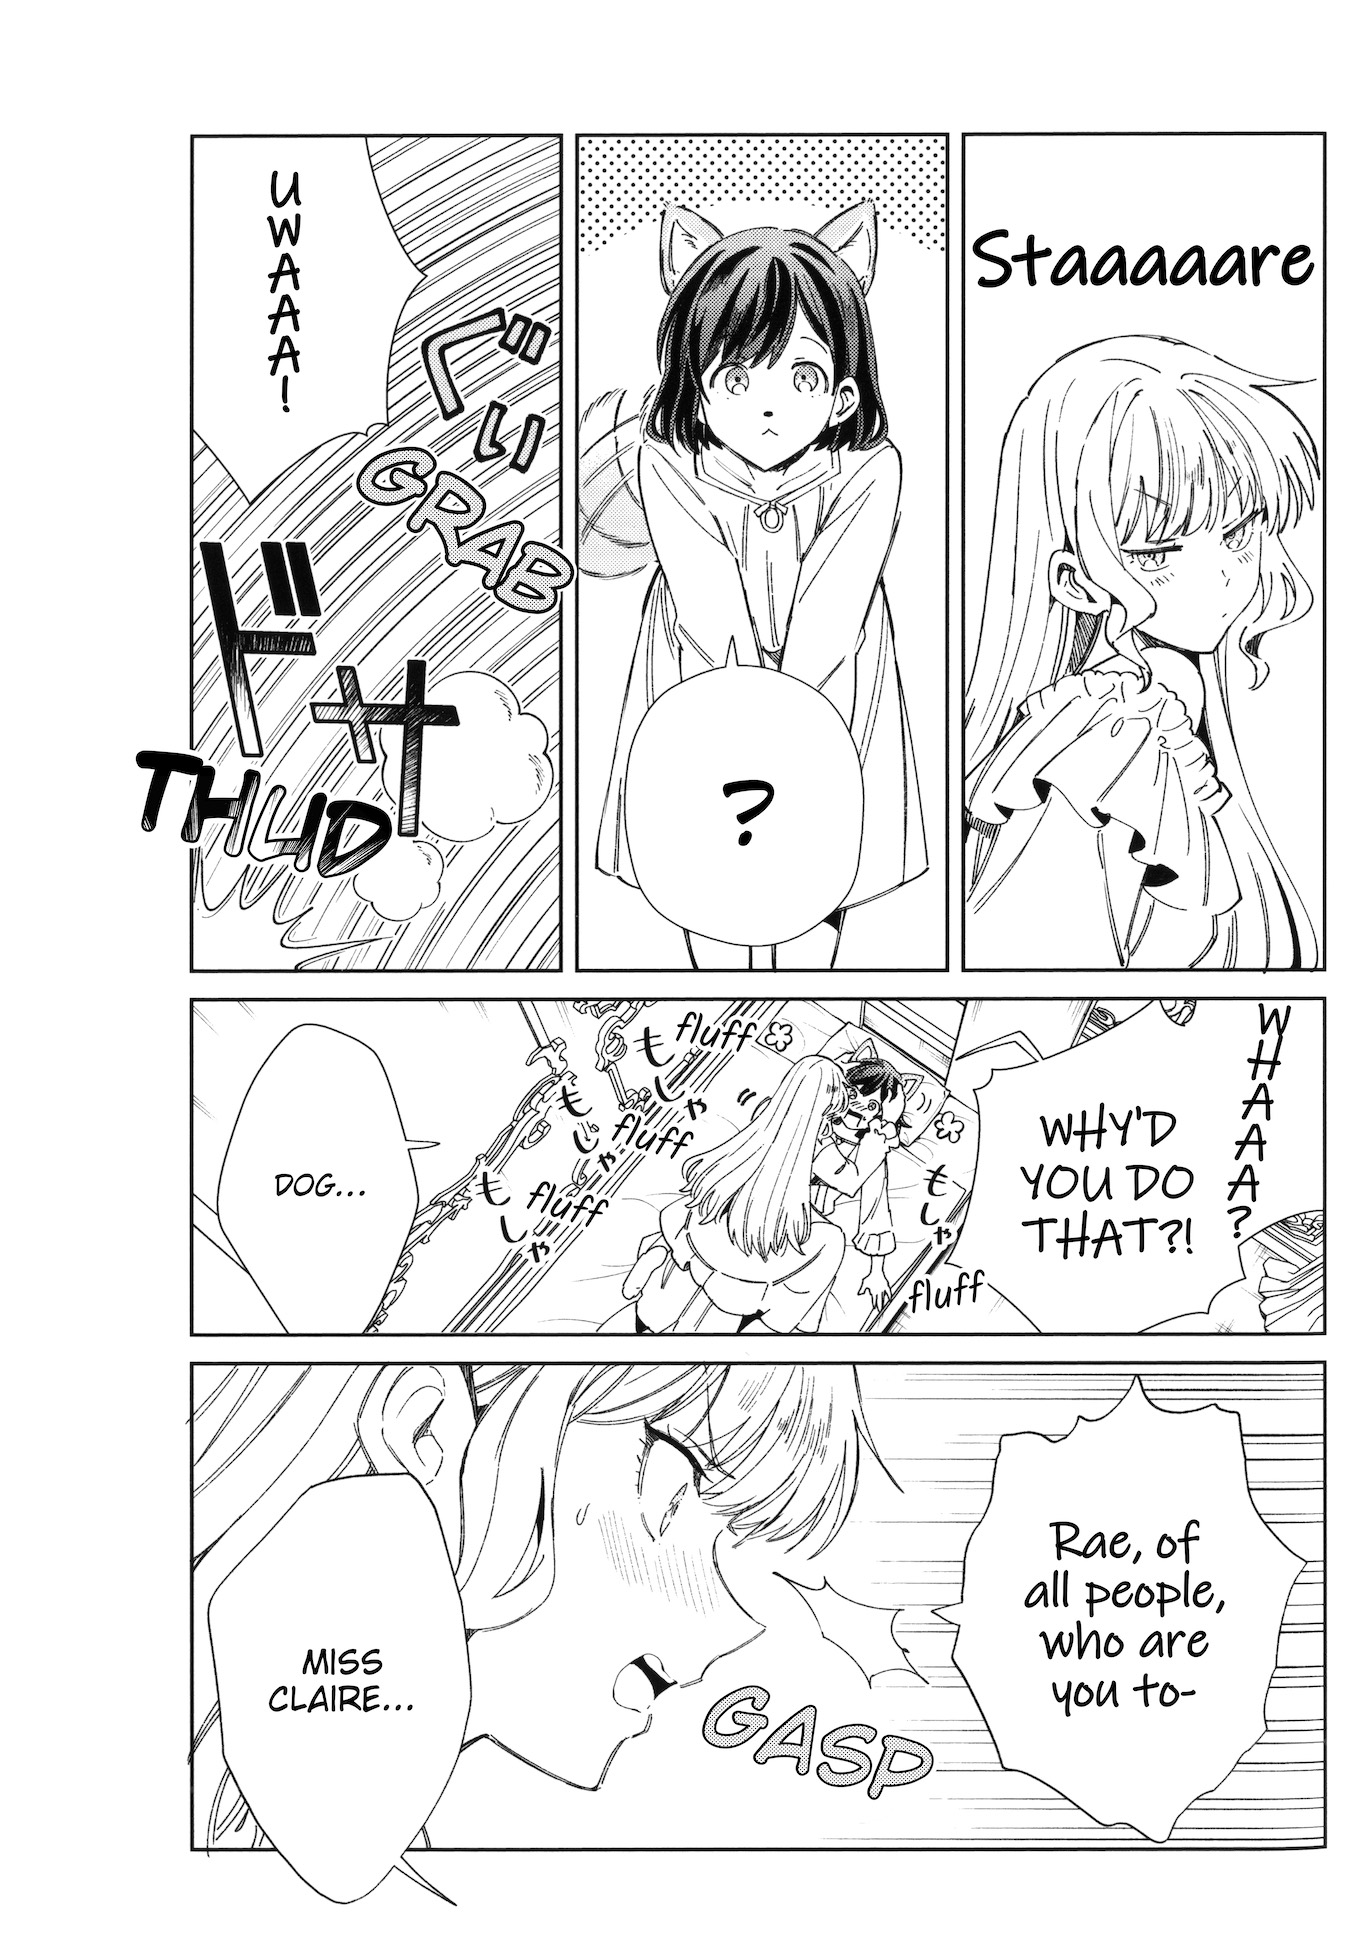 Staaaaare
?
UWAAA!
ぐい
GRAB
ドサ
THUD
WHAAA?
WHY'D
YOU DO
THAT?!
もしゃ
fluff
もしゃ
fluff
もしゃ
fluff
もしゃ
fluff
DOG...
Rae, of
all people,
who are
you to-
GASP
MISS
CLAIRE...